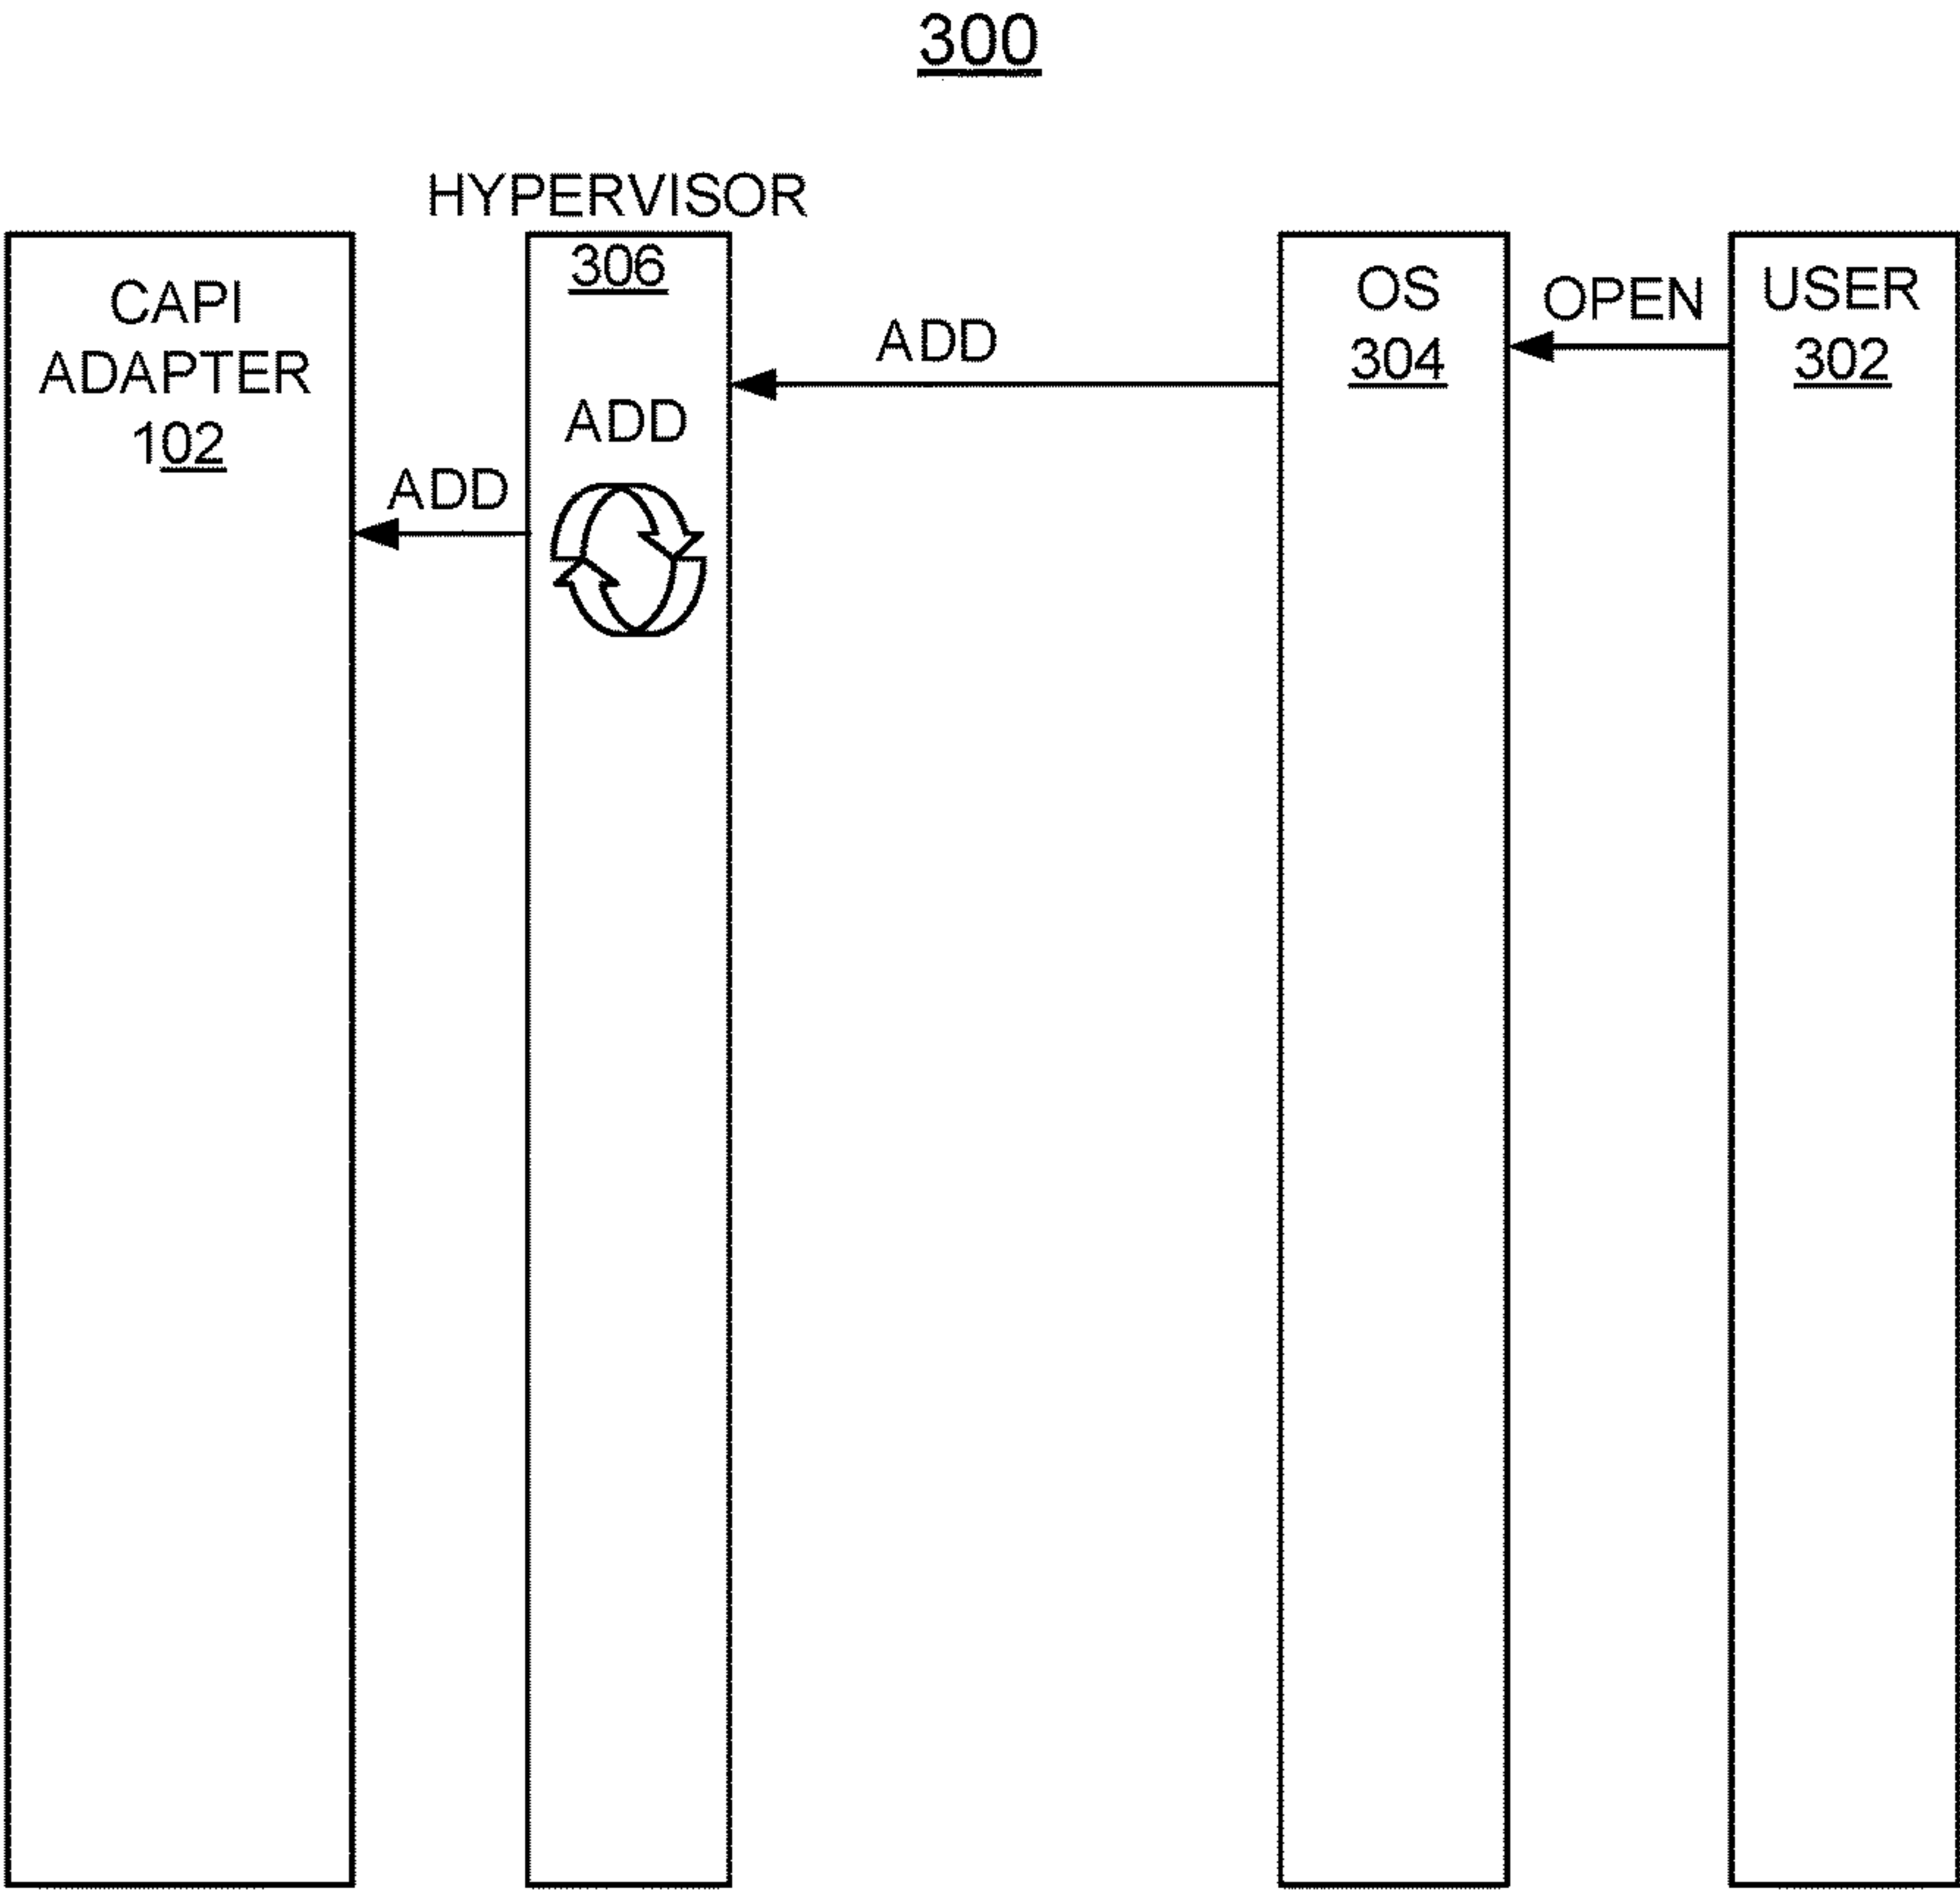 300
HYPERVISOR
306
CAPI
ADAPTER
102
ADD
ADD
ADD
OS
304
OPEN
USER
302